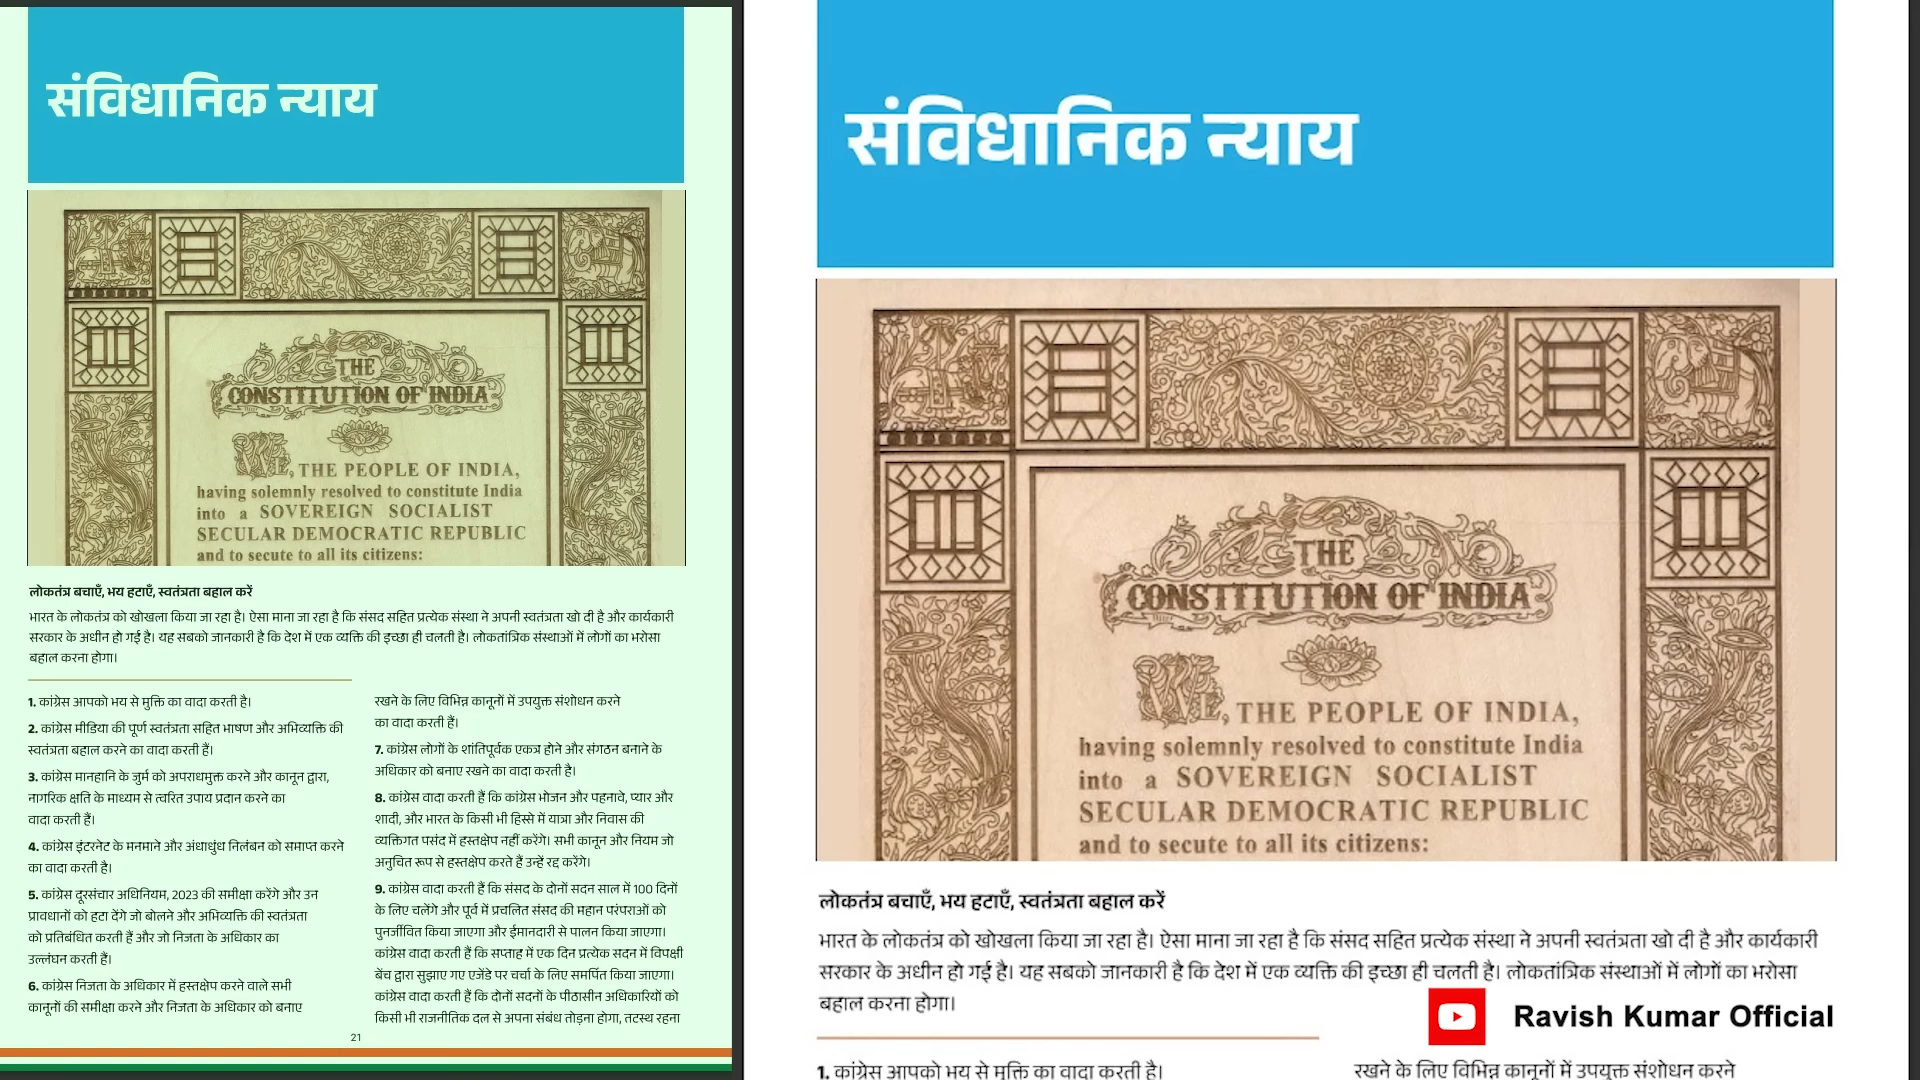 संविधानिक न्याय
THE
CONSTITUTION OF INDIA
WE, THE PEOPLE OF INDIA,
having solemnly resolved to constitute India
into a SOVEREIGN SOCIALIST
SECULAR DEMOCRATIC REPUBLIC
and to secute to all its citizens:
लोकतंत्र बचाएँ, भय हटाएँ, स्वतंत्रता बहाल करें
भारत के लोकतंत्र को खोखला किया जा रहा है। ऐसा माना जा रहा है कि संसद सहित प्रत्येक संस्था ने अपनी स्वतंत्रता खो दी है और कार्यकारी
सरकार के अधीन हो गई है। यह सबको जानकारी है कि देश में एक व्यक्ति की इच्छा ही चलती है। लोकतांत्रिक संस्थाओं में लोगों का भरोसा
बहाल करना होगा।
1. कांग्रेस आपको भय से मुक्ति का वादा करती है।
2. कांग्रेस मीडिया की पूर्ण स्वतंत्रता सहित भाषण और अभिव्यक्ति की
स्वतंत्रता बहाल करने का वादा करती हैं।
3. कांग्रेस मानहानि के जुर्म को अपराधमुक्त करने और कानून द्वारा,
नागरिक क्षति के माध्यम से त्वरित उपाय प्रदान करने का
वादा करती हैं।
4. कांग्रेस इंटरनेट के मनमाने और अंधाधुंध निलंबन को समाप्त करने
का वादा करती है।
5. कांग्रेस दूरसंचार अधिनियम, 2023 की समीक्षा करेंगे और उन
प्रावधानों को हटा देंगे जो बोलने और अभिव्यक्ति की स्वतंत्रता
को प्रतिबंधित करती हैं और जो निजता के अधिकार का
उल्लंघन करती हैं।
6. कांग्रेस निजता के अधिकार में हस्तक्षेप करने वाले सभी
कानूनों की समीक्षा करने और निजता के अधिकार को बनाए
रखने के लिए विभिन्न कानूनों में उपयुक्त संशोधन करने
का वादा करती हैं।
7. कांग्रेस लोगों के शांतिपूर्वक एकत्र होने और संगठन बनाने के
अधिकार को बनाए रखने का वादा करती है।
8. कांग्रेस वादा करती हैं कि कांग्रेस भोजन और पहनावे, प्यार और
शादी, और भारत के किसी भी हिस्से में यात्रा और निवास की
व्यक्तिगत पसंद में हस्तक्षेप नहीं करेंगे। सभी कानून और नियम जो
अनुचित रूप से हस्तक्षेप करते हैं उन्हें रद्द करेंगे।
9. कांग्रेस वादा करती हैं कि संसद के दोनों सदन साल में 100 दिनों
के लिए चलेंगे और पूर्व में प्रचलित संसद की महान परंपराओं को
पुनर्जीवित किया जाएगा और ईमानदारी से पालन किया जाएगा।
कांग्रेस वादा करती हैं कि सप्ताह में एक दिन प्रत्येक सदन में विपक्षी
बेंच द्वारा सुझाए गए एजेंडे पर चर्चा के लिए समर्पित किया जाएगा।
कांग्रेस वादा करती हैं कि दोनों सदनों के पीठासीन अधिकारियों को
किसी भी राजनीतिक दल से अपना संबंध तोड़ना होगा, तटस्थ रहना
21
संविधानिक न्याय
THE
CONSTITUTION OF INDIA
WE, THE PEOPLE OF INDIA,
having solemnly resolved to constitute India
into a SOVEREIGN SOCIALIST
SECULAR DEMOCRATIC REPUBLIC
and to secute to all its citizens:
लोकतंत्र बचाएँ, भय हटाएँ, स्वतंत्रता बहाल करें
भारत के लोकतंत्र को खोखला किया जा रहा है। ऐसा माना जा रहा है कि संसद सहित प्रत्येक संस्था ने अपनी स्वतंत्रता खो दी है और कार्यकारी
सरकार के अधीन हो गई है। यह सबको जानकारी है कि देश में एक व्यक्ति की इच्छा ही चलती है। लोकतांत्रिक संस्थाओं में लोगों का भरोसा
बहाल करना होगा।
Ravish Kumar Official
1. कांग्रेस आपको भय से मुक्ति का वादा करती है।
रखने के लिए विभिन्न कानूनों में उपयुक्त संशोधन करने